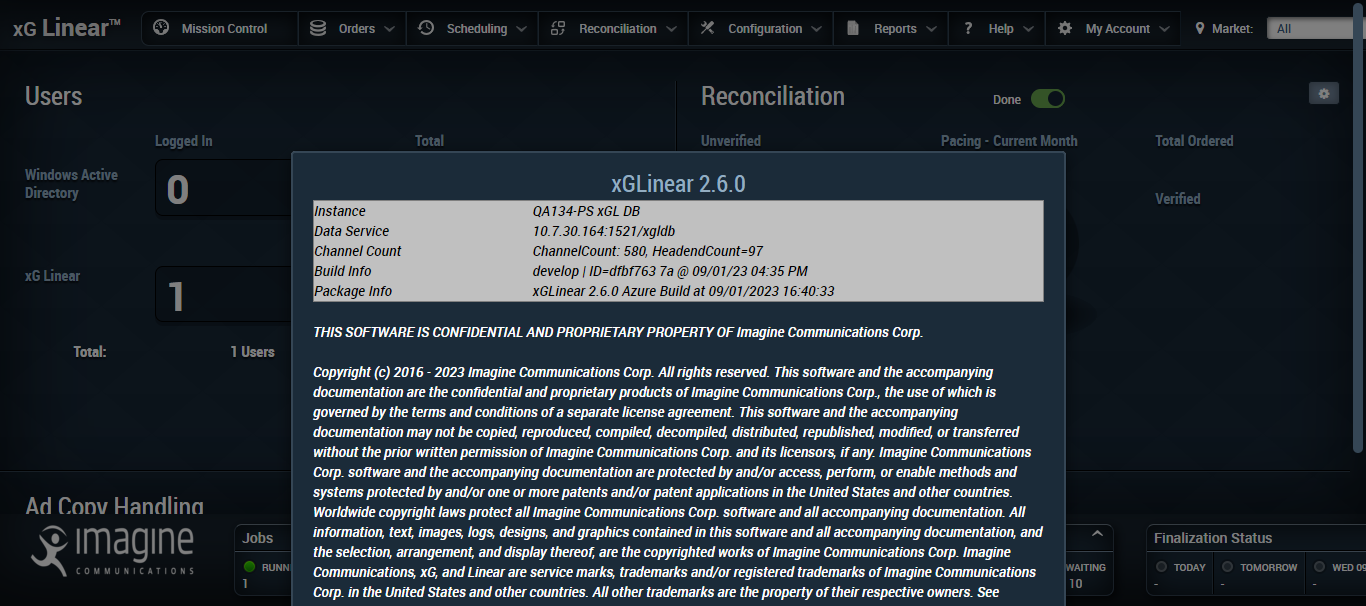 xG Linear™
Mission Control
Orders
Scheduling
Reconciliation
Configuration
Reports
? Help
My Account
Market:
All
Users
Reconciliation
Done
Logged In
Total
Unverified
Pacing - Current Month
Total Ordered
Windows Active
Directory
0
Verified
xG Linear
1
Total:
1 Users
xGLinear 2.6.0
Instance QA134-PS xGL DB
Data Service 10.7.30.164:1521/xgldb
Channel Count ChannelCount: 580, HeadendCount=97
Build Info develop | ID=dfbf763 7a @ 09/01/23 04:35 PM
Package Info xGLinear 2.6.0 Azure Build at 09/01/2023 16:40:33
THIS SOFTWARE IS CONFIDENTIAL AND PROPRIETARY PROPERTY OF Imagine Communications Corp.
Copyright (c) 2016 - 2023 Imagine Communications Corp. All rights reserved. This software and the accompanying
documentation are the confidential and proprietary products of Imagine Communications Corp., the use of which is
governed by the terms and conditions of a separate license agreement. This software and the accompanying
documentation may not be copied, reproduced, compiled, decompiled, distributed, republished, modified, or transferred
without the prior written permission of Imagine Communications Corp. and its licensors, if any. Imagine Communications
Corp. software and the accompanying documentation are protected by and/or access, perform, or enable methods and
systems protected by and/or one or more patents and/or patent applications in the United States and other countries.
Worldwide copyright laws protect all Imagine Communications Corp. software and all accompanying documentation. All
information, text, images, logs, designs, and graphics contained in this software and all accompanying documentation, and
the selection, arrangement, and display thereof, are the copyrighted works of Imagine Communications Corp. Imagine
Communications, xG, and Linear are service marks, trademarks and/or registered trademarks of Imagine Communications
Corp. in the United States and other countries. All other trademarks are the property of their respective owners. See
Ad Copy Handling
imagine
COMMUNICATIONS
Jobs
RUNNI
1
WAITING
10
Finalization Status
TODAY
-
TOMORROW
-
WED 09
-